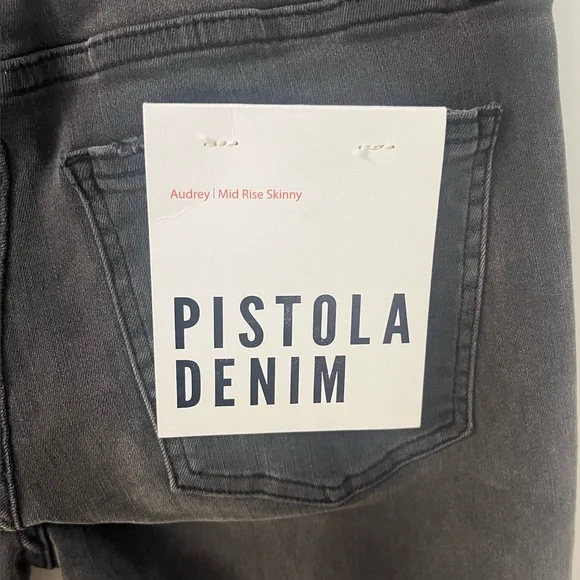 Audrey | Mid Rise Skinny
PISTOLA
DENIM